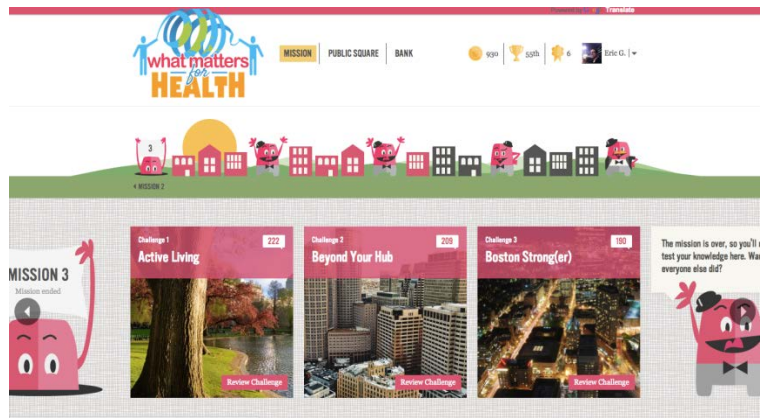 Translate
what matters
for
HEALTH
MISSION
PUBLIC SQUARE
BANK
930
55th
6
Eric G.
3
MISSION 2
MISSION 3
Mission ended
Challenge 1
222
Active Living
Review Challenge
Challenge 2
209
Beyond Your Hub
Review Challenge
Challenge 3
190
Boston Strong(er)
Review Challenge
The mission is over, so you'll
test your knowledge here. Wan
everyone else did?